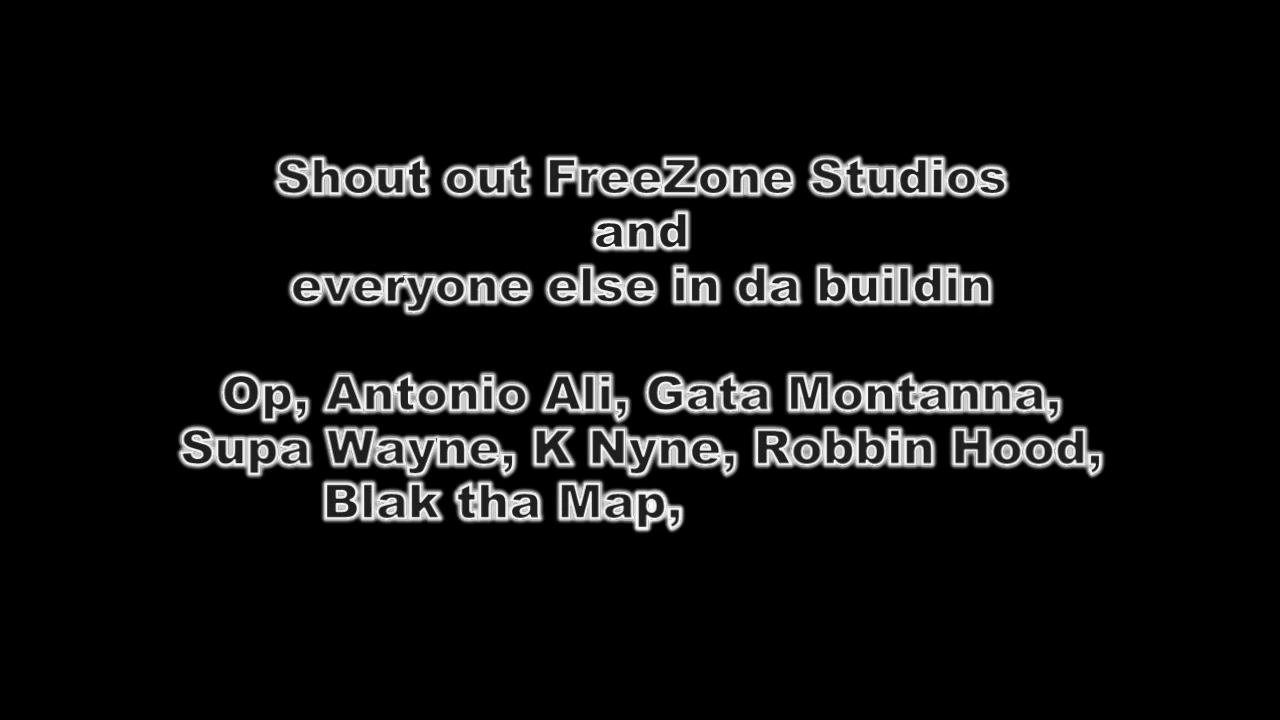 Shout out FreeZone Studios
and
everyone else in da buildin
Op, Antonio Ali, Gata Montanna,
Supa Wayne, K Nyne, Robbin Hood,
Blak tha Map,